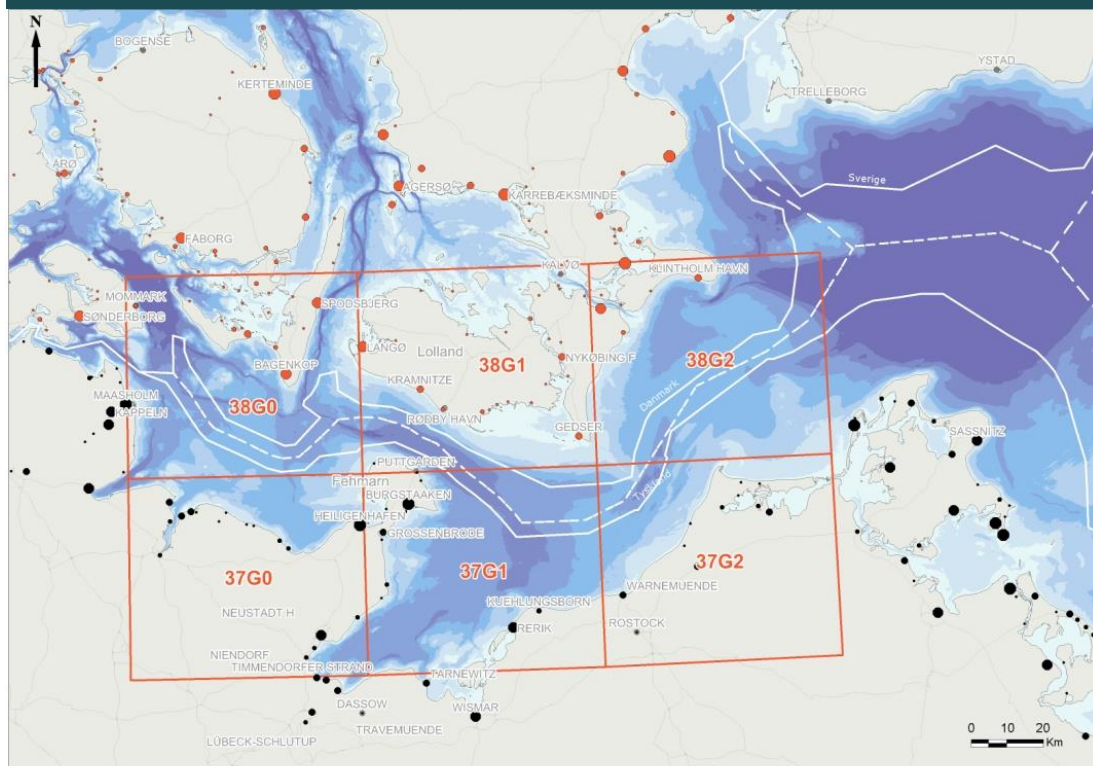 N
BOGENSE
KERTEMINDE
YSTAD
TRELLEBORG
ÅRØ
AGERSØ
KARREBÆKSMINDE
Sverige
FÅBORG
KALVØ
KLINTHOLM HAVN
MOMMARK
SPODSBJERG
SØNDERBORG
LANGØ
Lolland
38G1
NYKØBING F
38G2
BAGENKOP
KRAMNITZE
MAASHOLM
38G0
KAPPELN
RØDBY HAVN
Danmark
GEDSER
SASSNITZ
PUTTGARDEN
Fehmarn
Tyskland
BURGSTAAKEN
HEILIGENHAFEN
GROSSENBRODE
37G0
37G1
37G2
WARNEMUENDE
KUEHLUNGSBORN
NEUSTADT H
RERIK
ROSTOCK
NIENDORF
TIMMENDORFER STRAND
TARNEWITZ
DASSOW
WISMAR
TRAVEMUENDE
LÜBECK-SCHLUTUP
0 10 20
Km